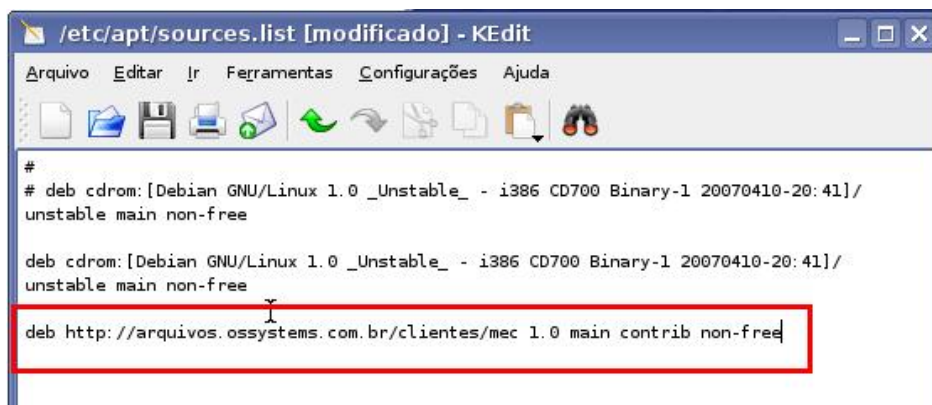 /etc/apt/sources.list [modificado] - KEdit
Arquivo Editar Ir Ferramentas Configurações Ajuda
#
# deb cdrom:[Debian GNU/Linux 1.0 _Unstable_ - i386 CD700 Binary-1 20070410-20:41]/
unstable main non-free
deb cdrom:[Debian GNU/Linux 1.0 _Unstable_ - i386 CD700 Binary-1 20070410-20:41]/
unstable main non-free
deb http://arquivos.ossystems.com.br/clientes/mec 1.0 main contrib non-free